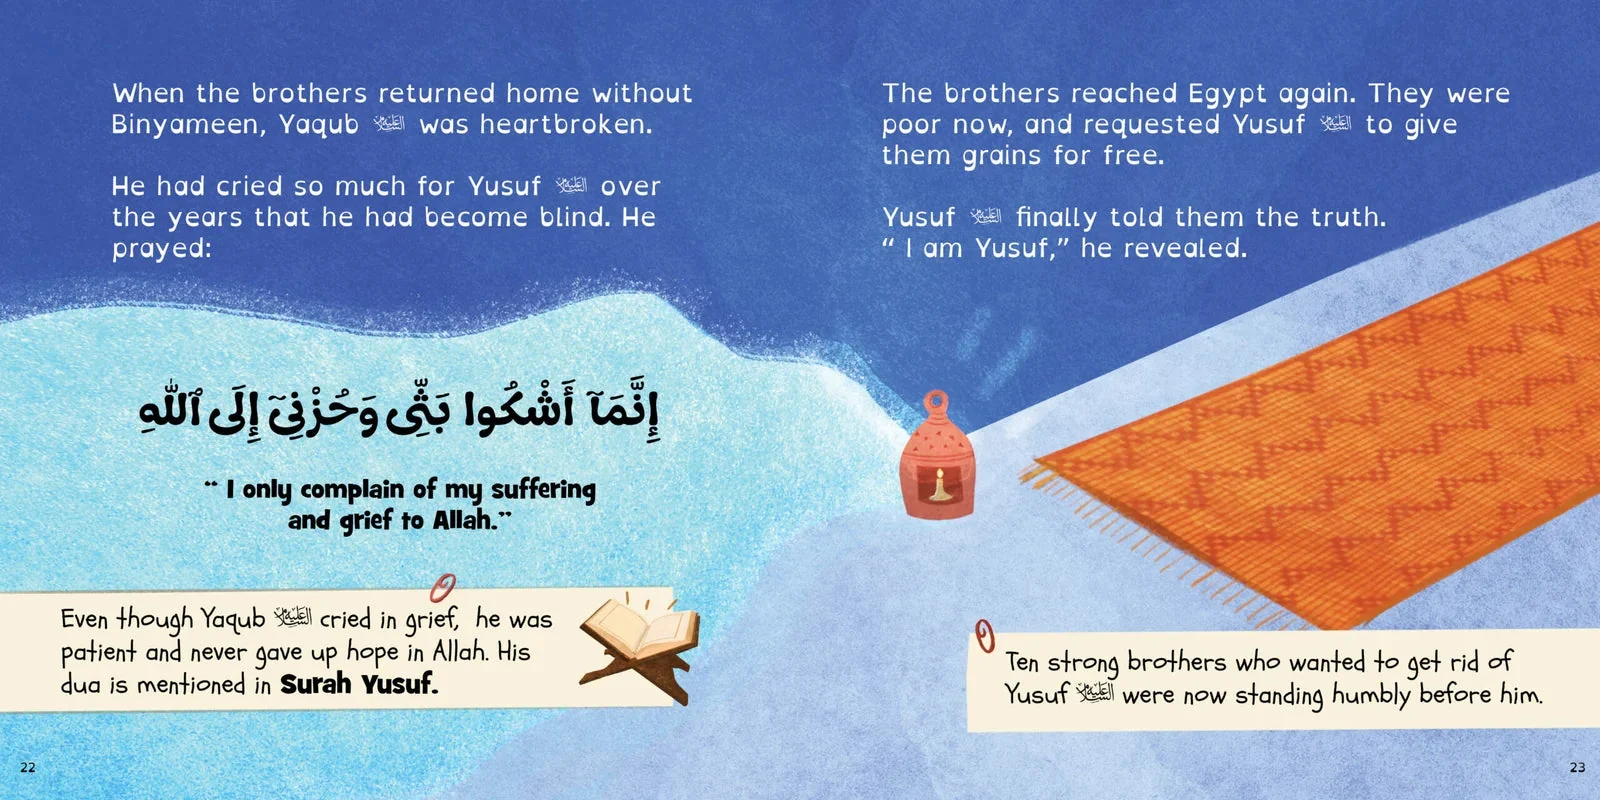 When the brothers returned home without
Binyameen, Yaqub عليه السلام was heartbroken.
He had cried so much for Yusuf عليه السلام over
the years that he had become blind. He
prayed:
إِنَّمَآ أَشْكُوا بَثِّى وَحُزْنِىٓ إِلَى ٱللَّهِ
“ I only complain of my suffering
and grief to Allah.”
Even though Yaqub عليه السلام cried in grief, he was
patient and never gave up hope in Allah. His
dua is mentioned in Surah Yusuf.
22
The brothers reached Egypt again. They were
poor now, and requested Yusuf عليه السلام to give
them grains for free.
Yusuf عليه السلام finally told them the truth.
“ I am Yusuf,” he revealed.
Ten strong brothers who wanted to get rid of
Yusuf عليه السلام were now standing humbly before him.
23